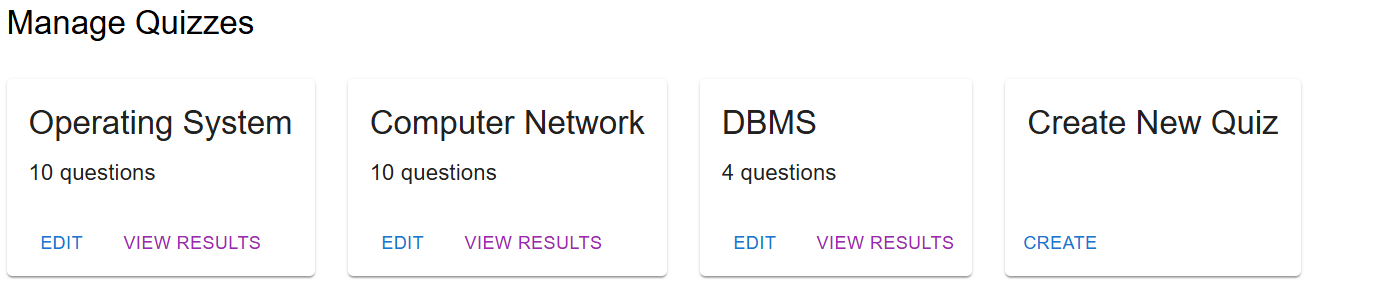 Manage Quizzes
Operating System
10 questions
EDIT VIEW RESULTS
Computer Network
10 questions
EDIT VIEW RESULTS
DBMS
4 questions
EDIT VIEW RESULTS
Create New Quiz
CREATE